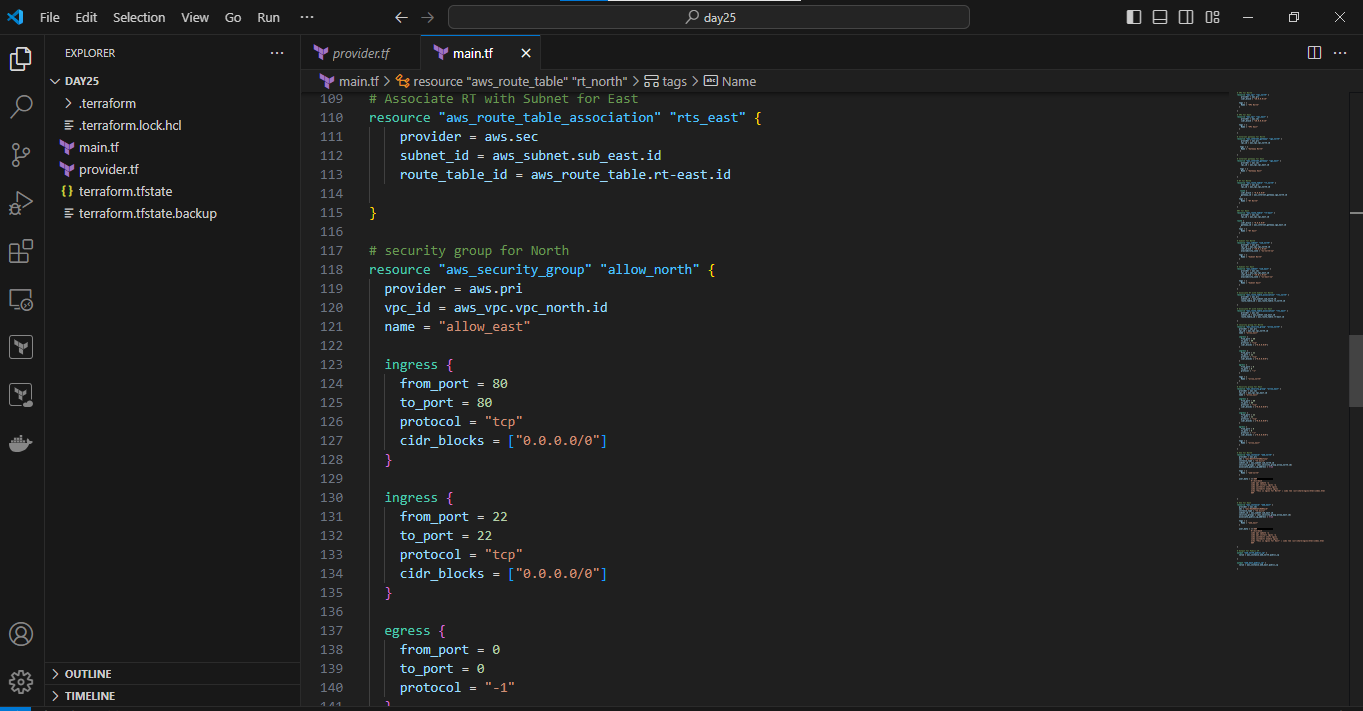 File Edit Selection View Go Run ··· day25
EXPLORER ···
DAY25
.terraform
.terraform.lock.hcl
main.tf
provider.tf
{} terraform.tfstate
terraform.tfstate.backup
OUTLINE
TIMELINE
provider.tf main.tf
main.tf > resource "aws_route_table" "rt_north" > tags > abc Name
109 # Associate RT with Subnet for East
110 resource "aws_route_table_association" "rts_east" {
111 provider = aws.sec
112 subnet_id = aws_subnet.sub_east.id
113 route_table_id = aws_route_table.rt-east.id
114
115 }
116
117 # security group for North
118 resource "aws_security_group" "allow_north" {
119 provider = aws.pri
120 vpc_id = aws_vpc.vpc_north.id
121 name = "allow_east"
122
123 ingress {
124 from_port = 80
125 to_port = 80
126 protocol = "tcp"
127 cidr_blocks = ["0.0.0.0/0"]
128 }
129
130 ingress {
131 from_port = 22
132 to_port = 22
133 protocol = "tcp"
134 cidr_blocks = ["0.0.0.0/0"]
135 }
136
137 egress {
138 from_port = 0
139 to_port = 0
140 protocol = "-1"
141 }